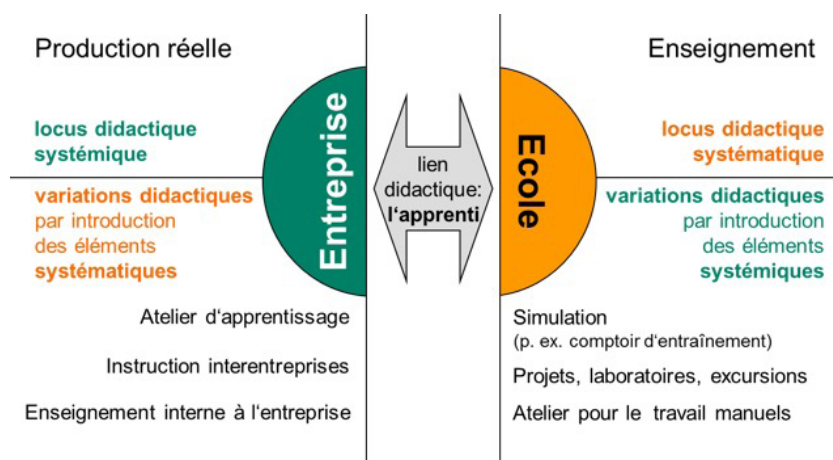 Production réelle
locus didactique
systémique
variations didactiques
par introduction
des éléments
systématiques
Entreprise
Atelier d‘apprentissage
Instruction interentreprises
Enseignement interne à l‘entreprise
lien
didactique:
l‘apprenti
Enseignement
Ecole
locus didactique
systématique
variations didactiques
par introduction
des éléments
systémiques
Simulation
(p. ex. comptoir d‘entraînement)
Projets, laboratoires, excursions
Atelier pour le travail manuels